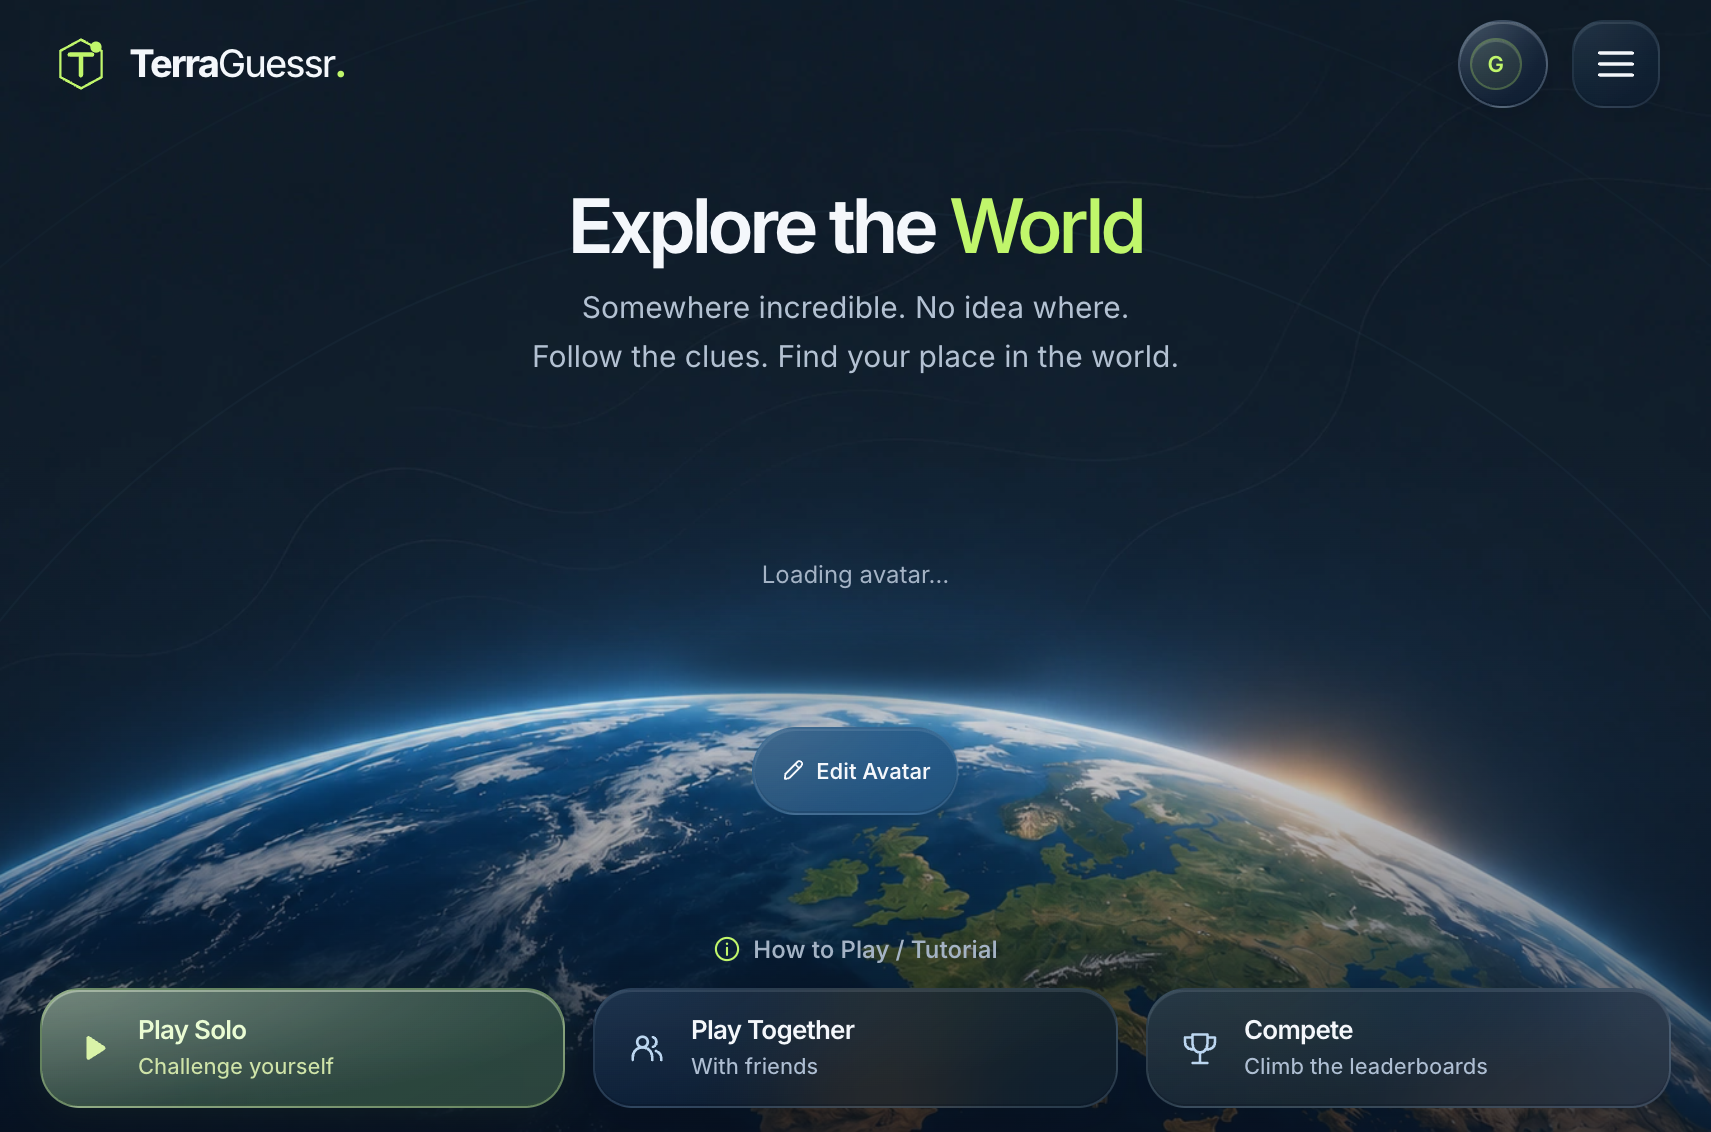 TerraGuessr.
G
Explore the World
Somewhere incredible. No idea where.
Follow the clues. Find your place in the world.
Loading avatar...
Edit Avatar
How to Play / Tutorial
Play Solo
Challenge yourself
Play Together
With friends
Compete
Climb the leaderboards